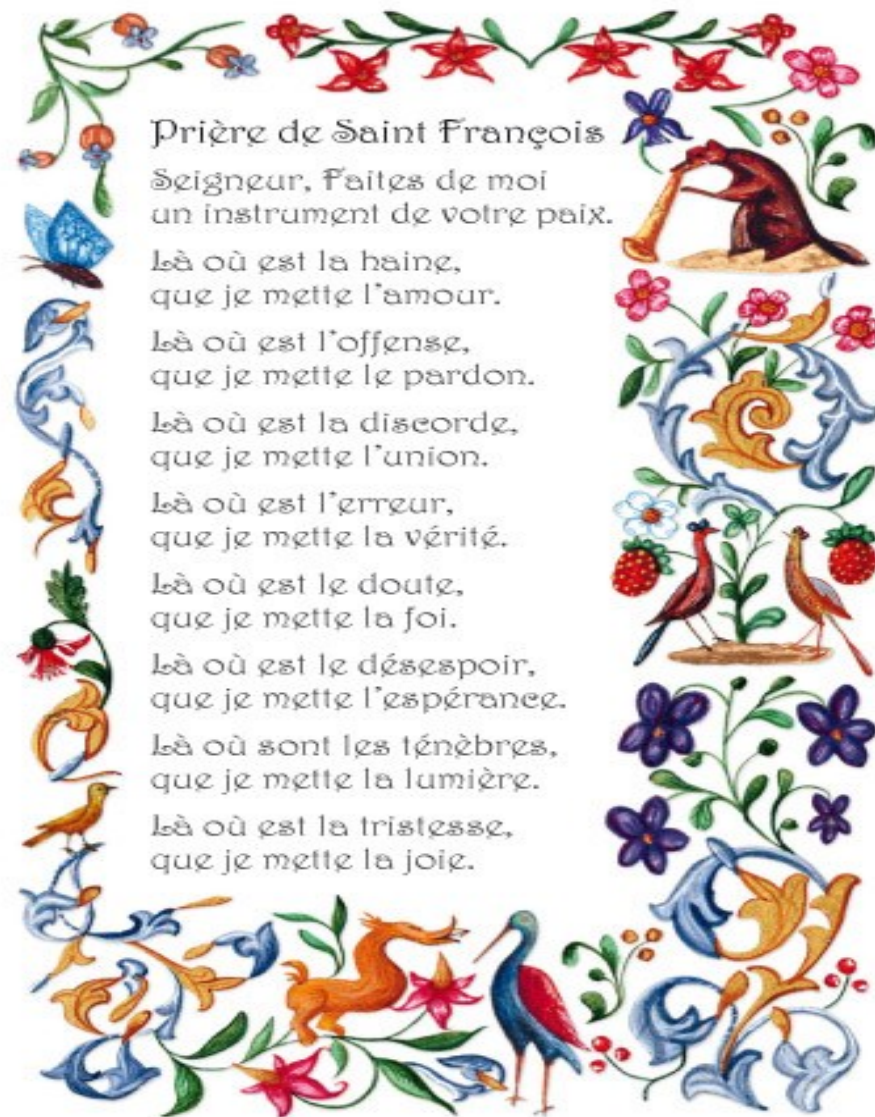 Prière de Saint François
Seigneur, Faites de moi
un instrument de votre paix.
Là où est la haine,
que je mette l'amour.
Là où est l'offense,
que je mette le pardon.
Là où est la discorde,
que je mette l'union.
Là où est l'erreur,
que je mette la vérité.
Là où est le doute,
que je mette la foi.
Là où est le désespoir,
que je mette l'espérance.
Là où sont les ténèbres,
que je mette la lumière.
Là où est la tristesse,
que je mette la joie.